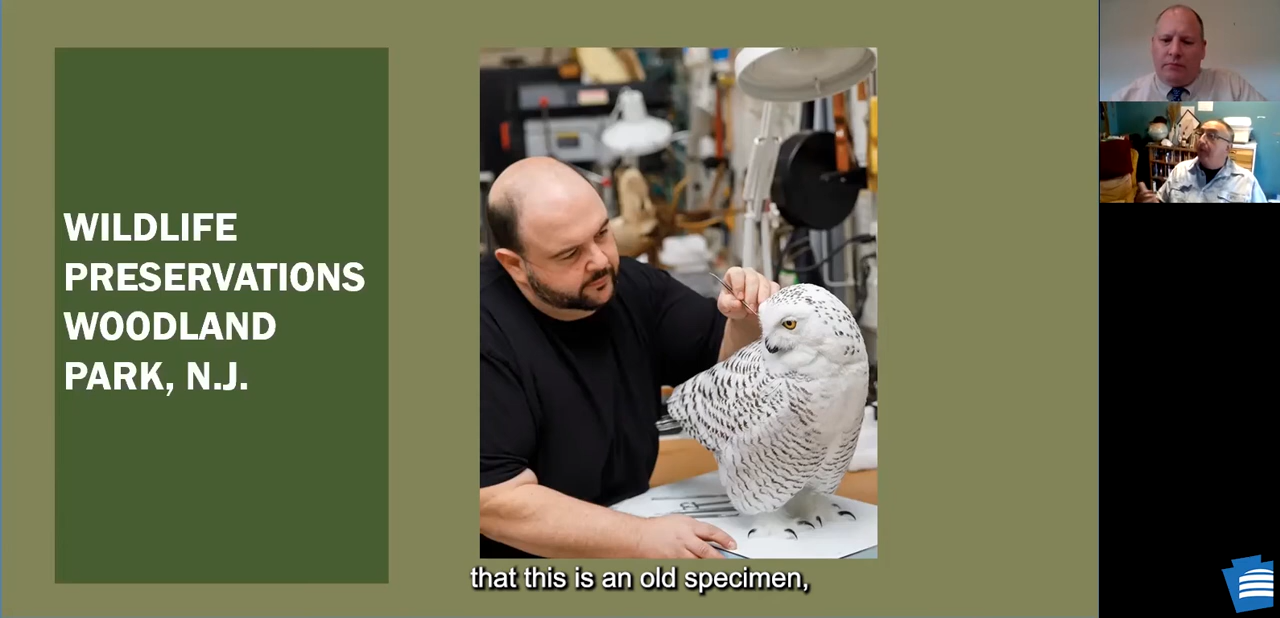 WILDLIFE
PRESERVATIONS
WOODLAND
PARK, N.J.
that this is an old specimen,